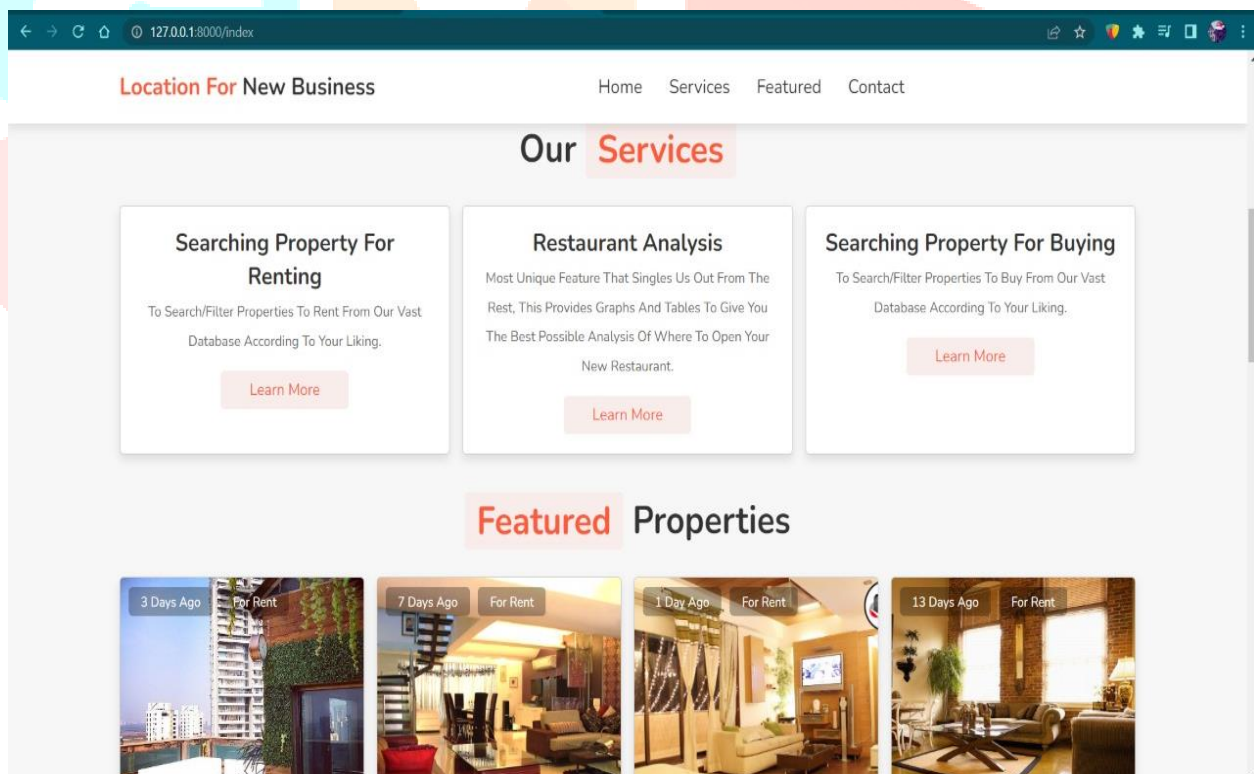 127.0.0.1:8000/index
Location For New Business
Home Services Featured Contact
Our Services
Searching Property For
Renting
To Search/Filter Properties To Rent From Our Vast
Database According To Your Liking.
Learn More
Restaurant Analysis
Most Unique Feature That Singles Us Out From The
Rest, This Provides Graphs And Tables To Give You
The Best Possible Analysis Of Where To Open Your
New Restaurant.
Learn More
Searching Property For Buying
To Search/Filter Properties To Buy From Our Vast
Database According To Your Liking.
Learn More
Featured Properties
3 Days Ago For Rent
7 Days Ago For Rent
1 Day Ago For Rent
13 Days Ago For Rent